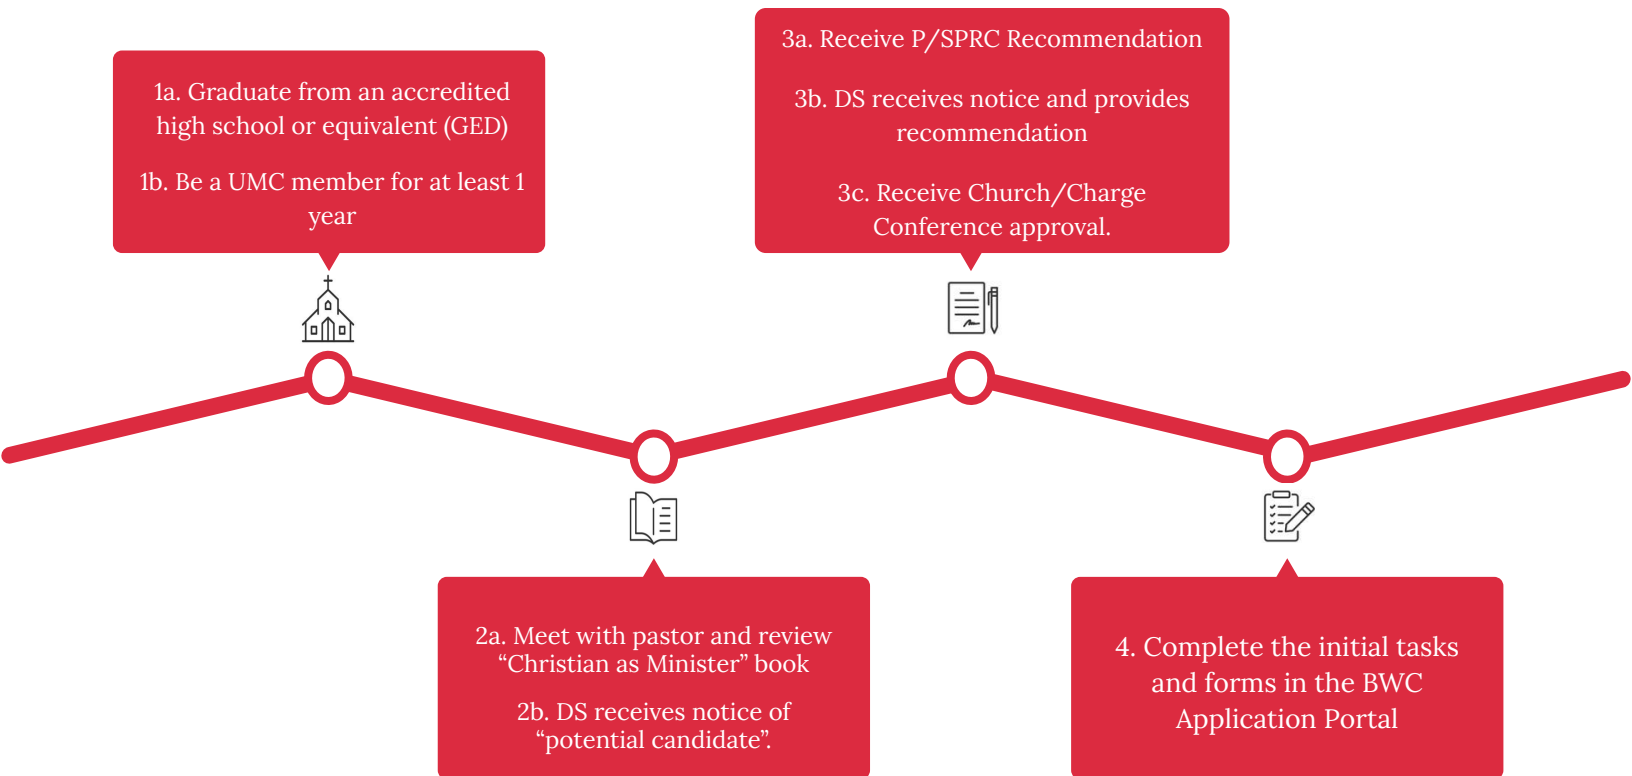 1a. Graduate from an accredited
high school or equivalent (GED)
1b. Be a UMC member for at least 1
year
2a. Meet with pastor and review
“Christian as Minister” book
2b. DS receives notice of
“potential candidate”.
3a. Receive P/SPRC Recommendation
3b. DS receives notice and provides
recommendation
3c. Receive Church/Charge
Conference approval.
4. Complete the initial tasks
and forms in the BWC
Application Portal